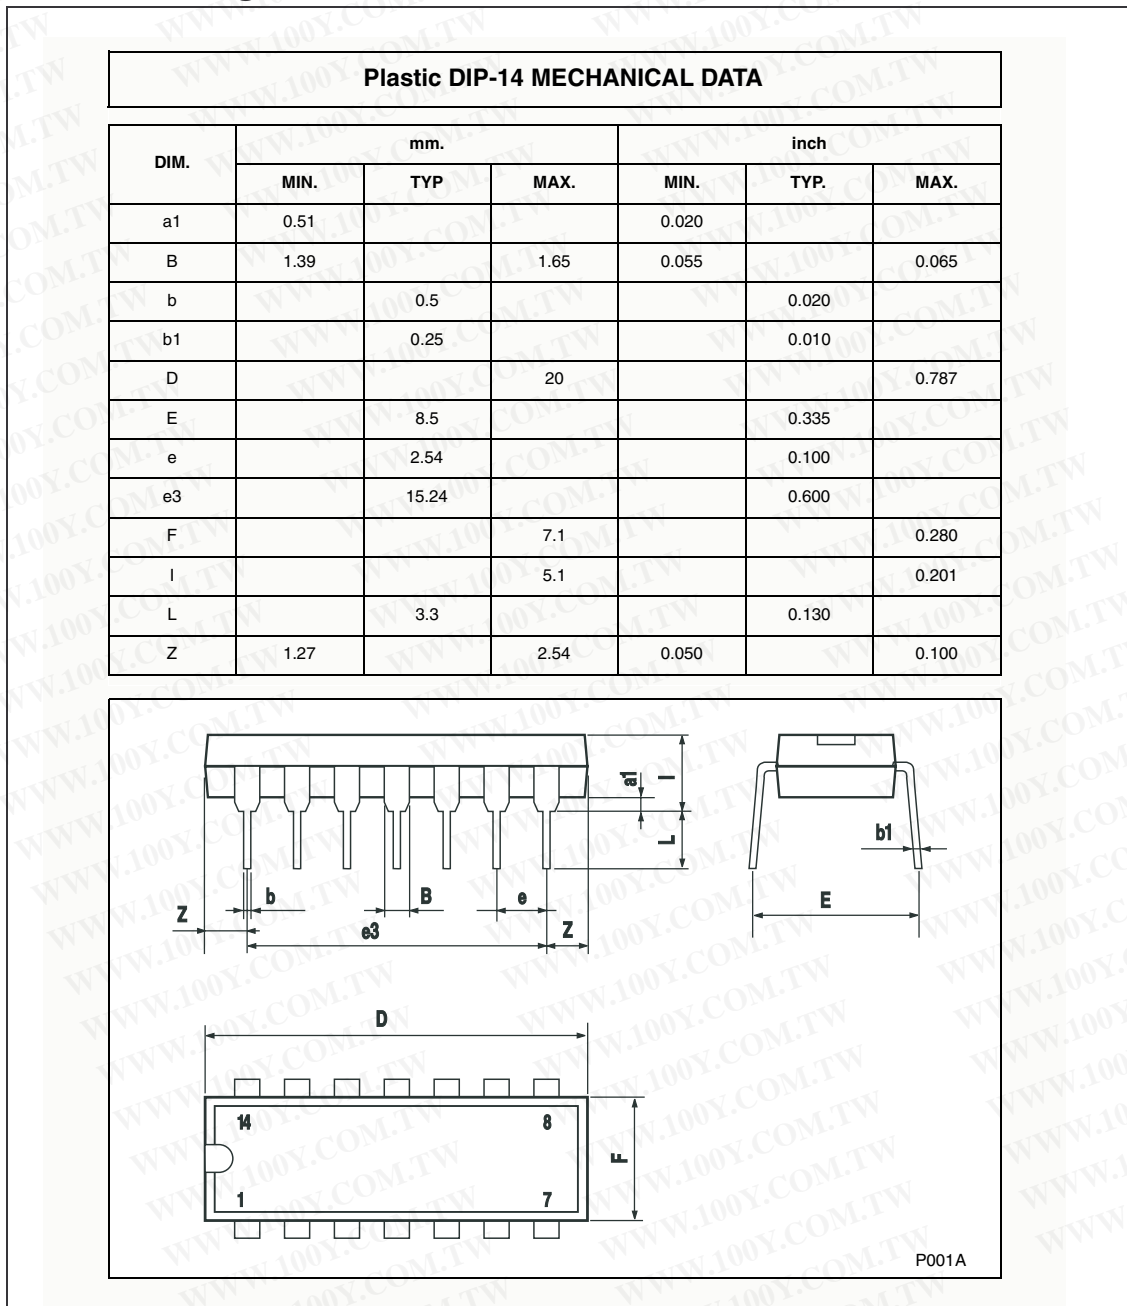 Plastic DIP-14 MECHANICAL DATA
DIM. mm. inch
MIN. TYP MAX. MIN. TYP. MAX.
a1 0.51 0.020
B 1.39 1.65 0.055 0.065
b 0.5 0.020
b1 0.25 0.010
D 20 0.787
E 8.5 0.335
e 2.54 0.100
e3 15.24 0.600
F 7.1 0.280
I 5.1 0.201
L 3.3 0.130
Z 1.27 2.54 0.050 0.100
a1 I
L
b1
Z b B e
e3 Z
E
D
14 8
F
1 7
P001A
WWW.100Y.COM.TW